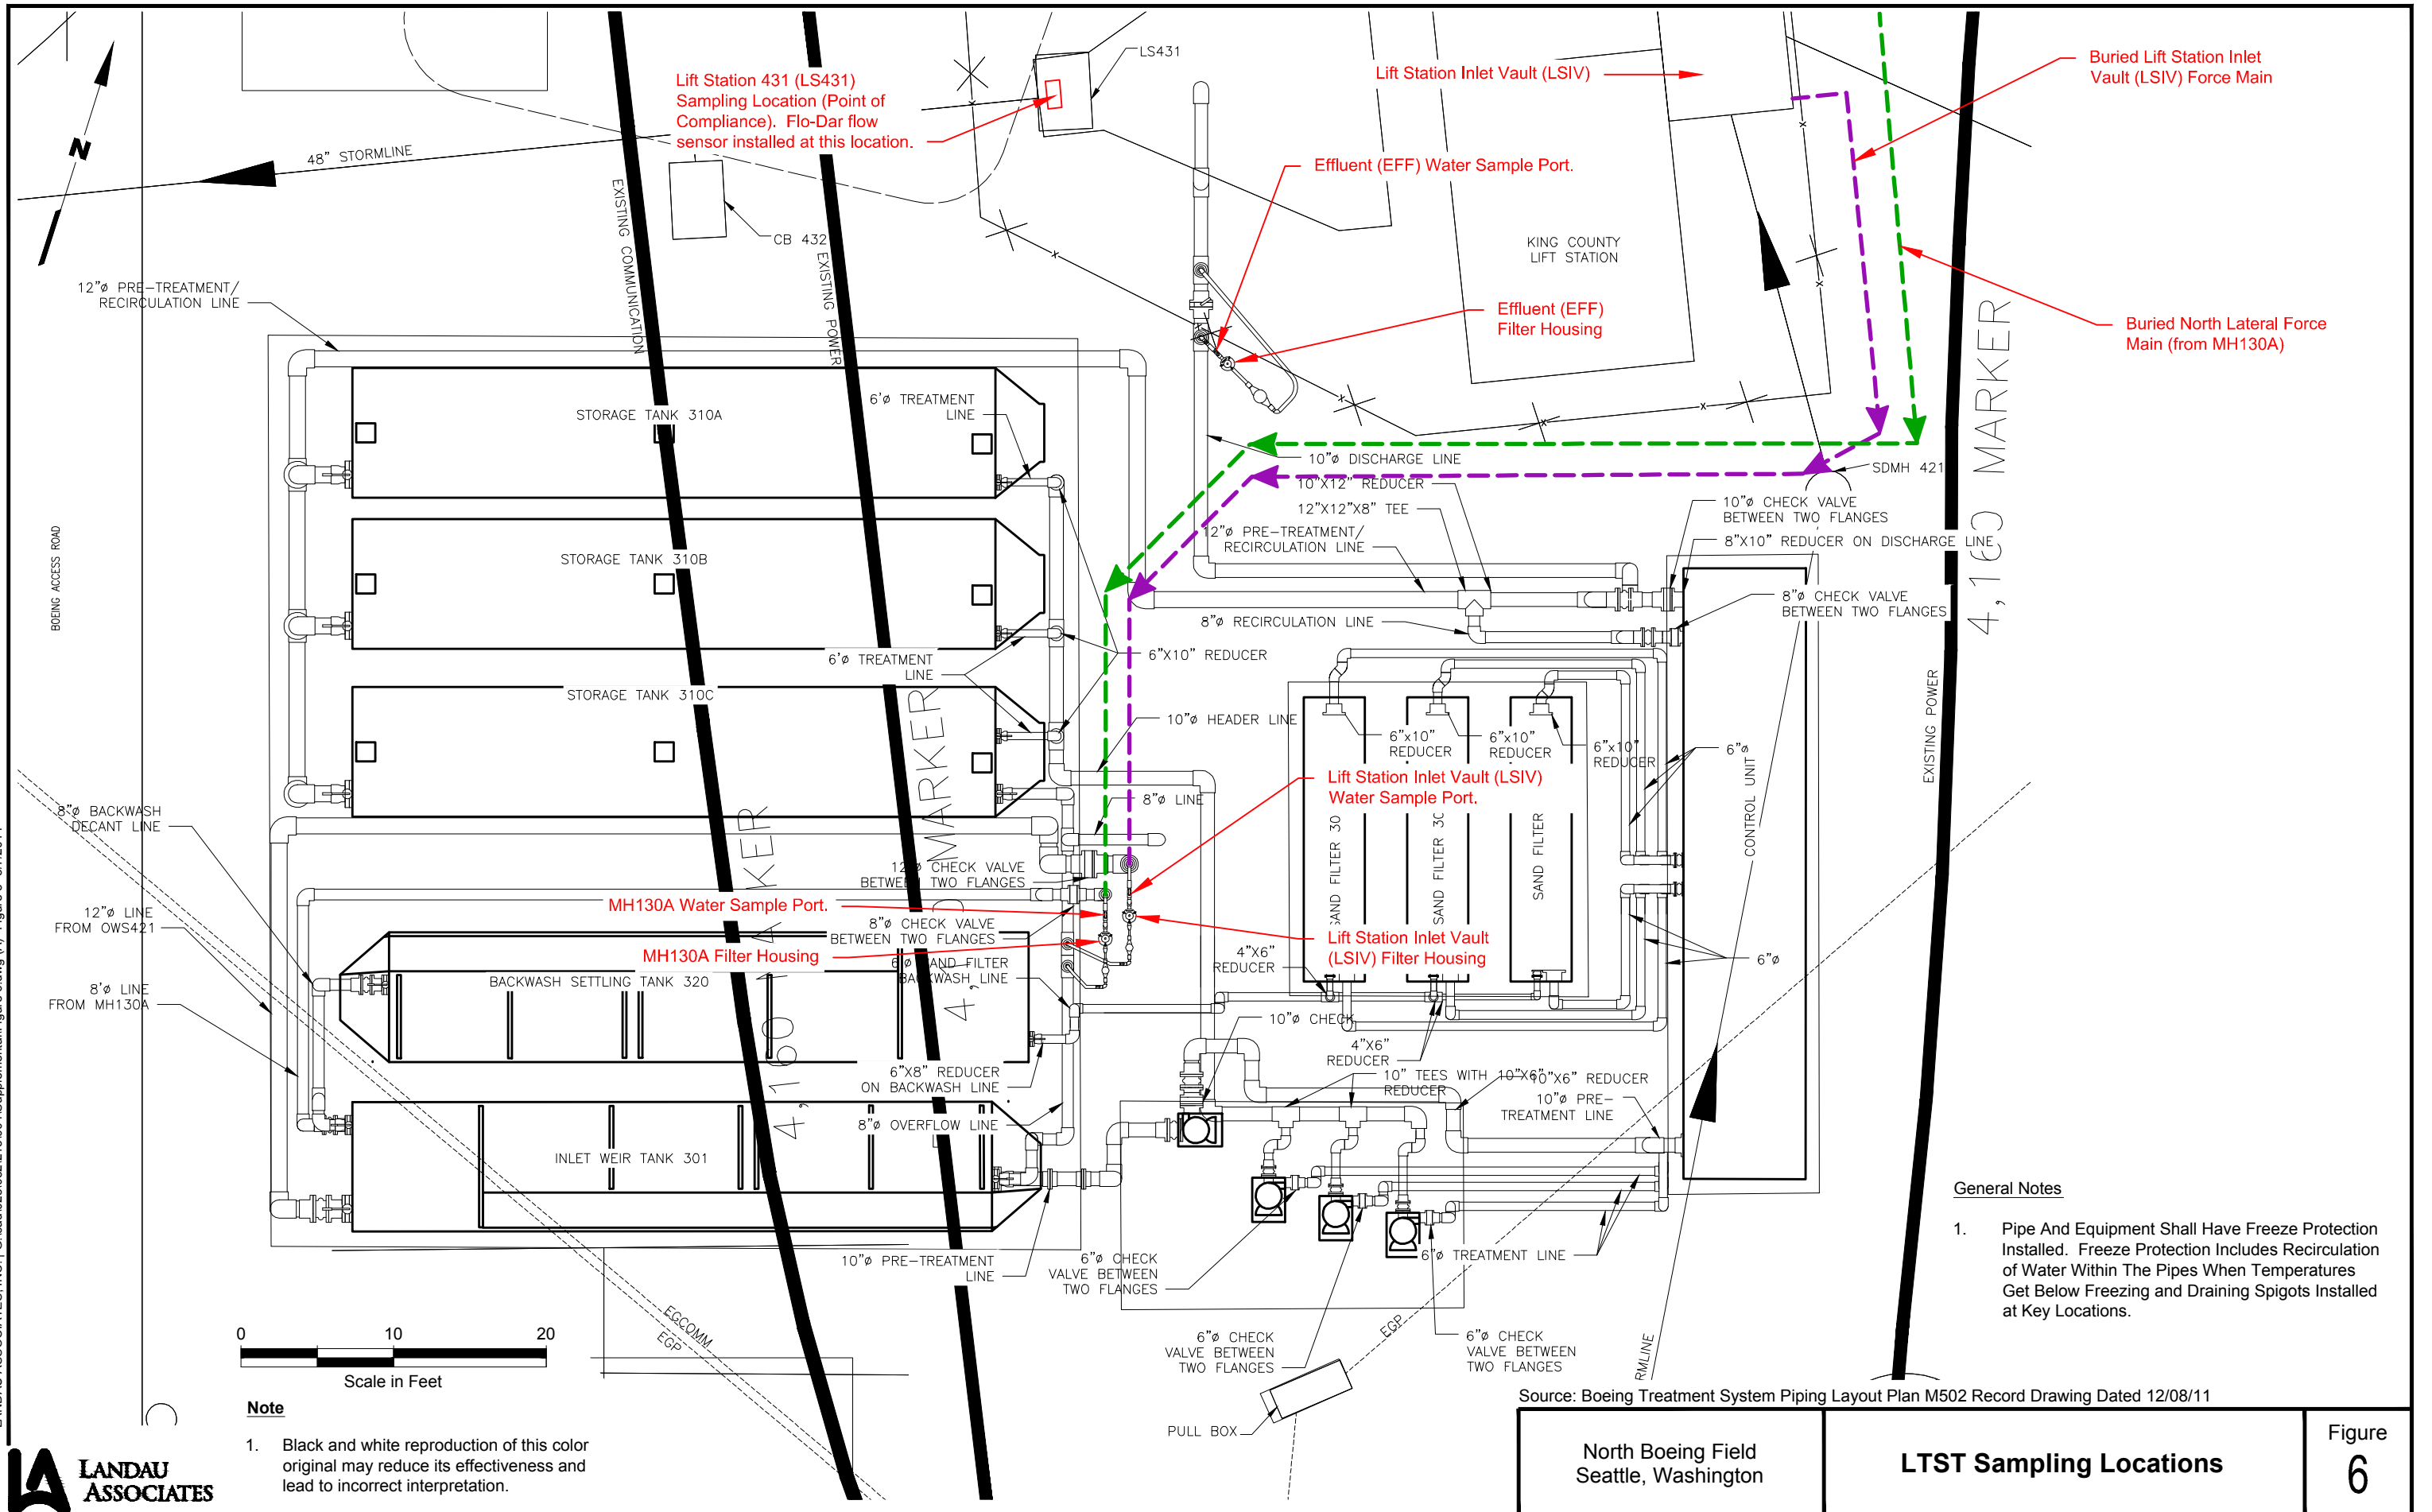 LS431
Lift Station 431 (LS431)
Sampling Location (Point of
Compliance). Flo-Dar flow
sensor installed at this location.
Lift Station Inlet Vault (LSIV)
Buried Lift Station Inlet
Vault (LSIV) Force Main
N
48" STORMLINE
EXISTING COMMUNICATION
EXISTING POWER
CB 432
Effluent (EFF) Water Sample Port.
KING COUNTY
LIFT STATION
Effluent (EFF)
Filter Housing
Buried North Lateral Force
Main (from MH130A)
12"ø PRE-TREATMENT/
RECIRCULATION LINE
STORAGE TANK 310A
6'ø TREATMENT
LINE
10"ø DISCHARGE LINE
SDMH 421
4,160 MARKER
10"X12" REDUCER
12"X12"X8" TEE
12"ø PRE-TREATMENT/
RECIRCULATION LINE
10"ø CHECK VALVE
BETWEEN TWO FLANGES
8"X10" REDUCER ON DISCHARGE LINE
BOEING ACCESS ROAD
STORAGE TANK 310B
8"ø CHECK VALVE
BETWEEN TWO FLANGES
8"ø RECIRCULATION LINE
6'ø TREATMENT
LINE
6"X10" REDUCER
STORAGE TANK 310C
10"ø HEADER LINE
EXISTING POWER
6"x10"
REDUCER
6"x10"
REDUCER
6"x10"
REDUCER
6"ø
Lift Station Inlet Vault (LSIV)
Water Sample Port.
8"ø LINE
8"ø BACKWASH
DECANT LINE
CONTROL UNIT
SAND FILTER 30
SAND FILTER 30
SAND FILTER
12"ø CHECK VALVE
BETWEEN TWO FLANGES
MH130A Water Sample Port.
12"ø LINE
FROM OWS421
8"ø CHECK VALVE
BETWEEN TWO FLANGES
MH130A Filter Housing
Lift Station Inlet Vault
(LSIV) Filter Housing
4"X6"
REDUCER
6"ø
BACKWASH SETTLING TANK 320
FILTER
BACKWASH LINE
8'ø LINE
FROM MH130A
MARKER
10"ø CHECK
4"X6"
REDUCER
6"X8" REDUCER
ON BACKWASH LINE
10" TEES WITH 10"X6"
REDUCER
10"X6" REDUCER
10"ø PRE-
TREATMENT LINE
8"ø OVERFLOW LINE
INLET WEIR TANK 301
General Notes
1. Pipe And Equipment Shall Have Freeze Protection
Installed. Freeze Protection Includes Recirculation
of Water Within The Pipes When Temperatures
Get Below Freezing and Draining Spigots Installed
at Key Locations.
10"ø PRE-TREATMENT
LINE
6"ø CHECK
VALVE BETWEEN
TWO FLANGES
6"ø TREATMENT LINE
EGCOMM
EGP
EGP
6"ø CHECK
VALVE BETWEEN
TWO FLANGES
6"ø CHECK
VALVE BETWEEN
TWO FLANGES
RMLINE
0 10 20
Scale in Feet
PULL BOX
Source: Boeing Treatment System Piping Layout Plan M502 Record Drawing Dated 12/08/11
Note
1. Black and white reproduction of this color
original may reduce its effectiveness and
lead to incorrect interpretation.
LANDAU
ASSOCIATES
North Boeing Field
Seattle, Washington
LTST Sampling Locations
Figure
6